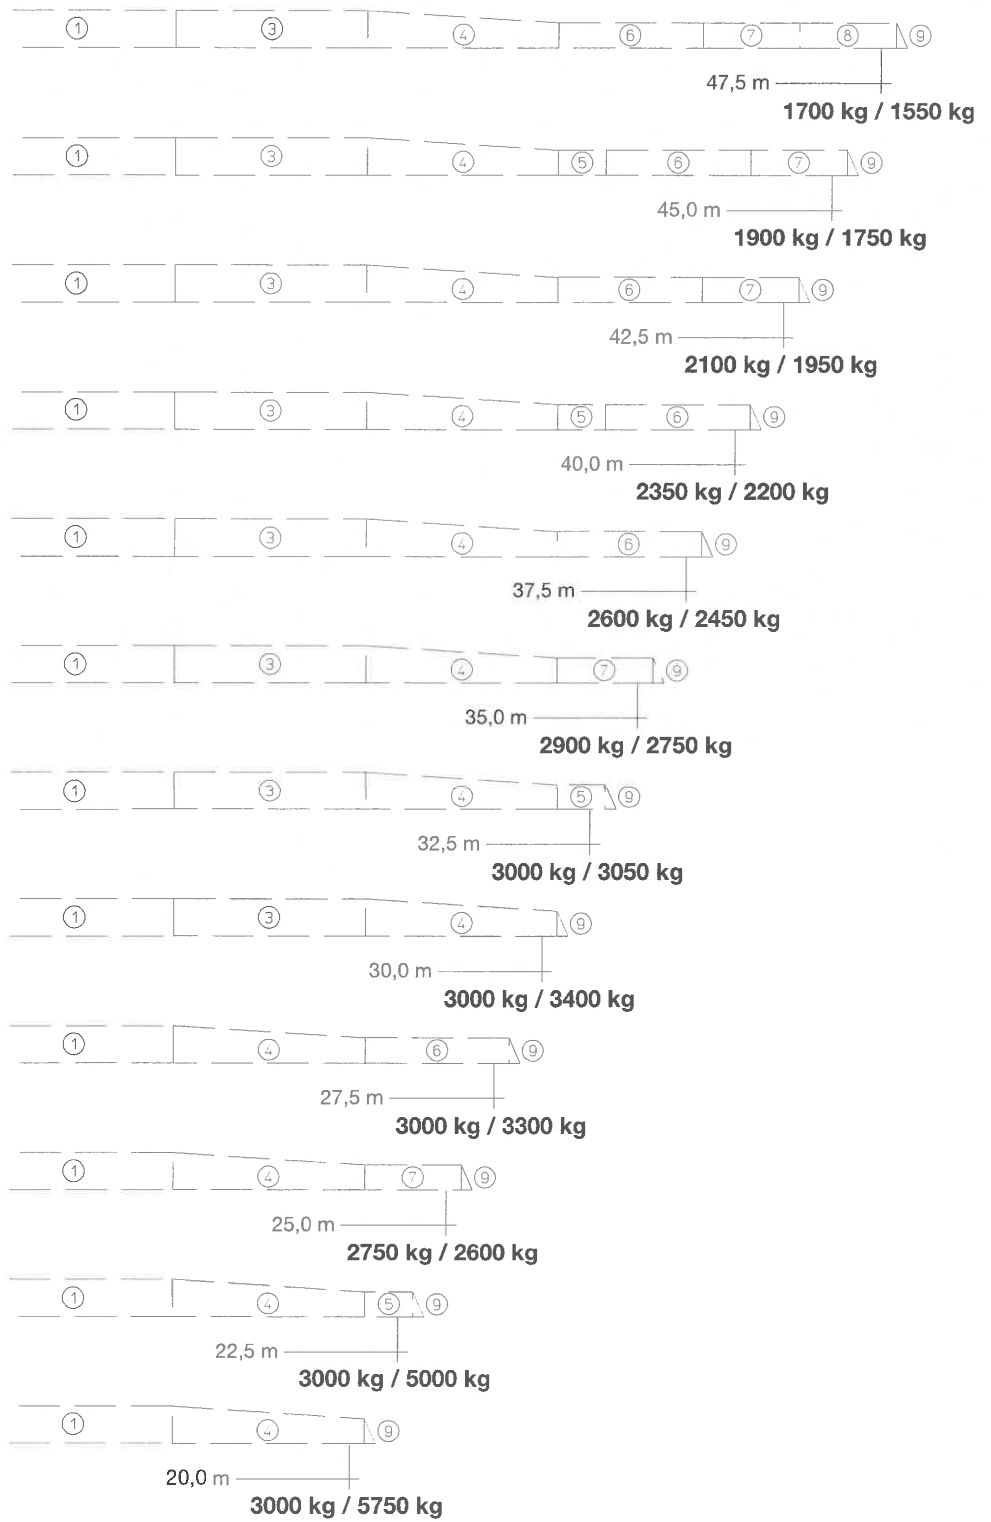 ① ③ ④ ⑥ ⑦ ⑧ ⑨
47,5 m
1700 kg / 1550 kg
① ③ ④ ⑤ ⑥ ⑦ ⑨
45,0 m
1900 kg / 1750 kg
① ③ ④ ⑥ ⑦ ⑨
42,5 m
2100 kg / 1950 kg
① ③ ④ ⑤ ⑥ ⑨
40,0 m
2350 kg / 2200 kg
① ③ ④ ⑥ ⑨
37,5 m
2600 kg / 2450 kg
① ③ ④ ⑦ ⑨
35,0 m
2900 kg / 2750 kg
① ③ ④ ⑤ ⑨
32,5 m
3000 kg / 3050 kg
① ③ ④ ⑨
30,0 m
3000 kg / 3400 kg
① ④ ⑥ ⑨
27,5 m
3000 kg / 3300 kg
① ④ ⑦ ⑨
25,0 m
2750 kg / 2600 kg
① ④ ⑤ ⑨
22,5 m
3000 kg / 5000 kg
① ④ ⑨
20,0 m
3000 kg / 5750 kg